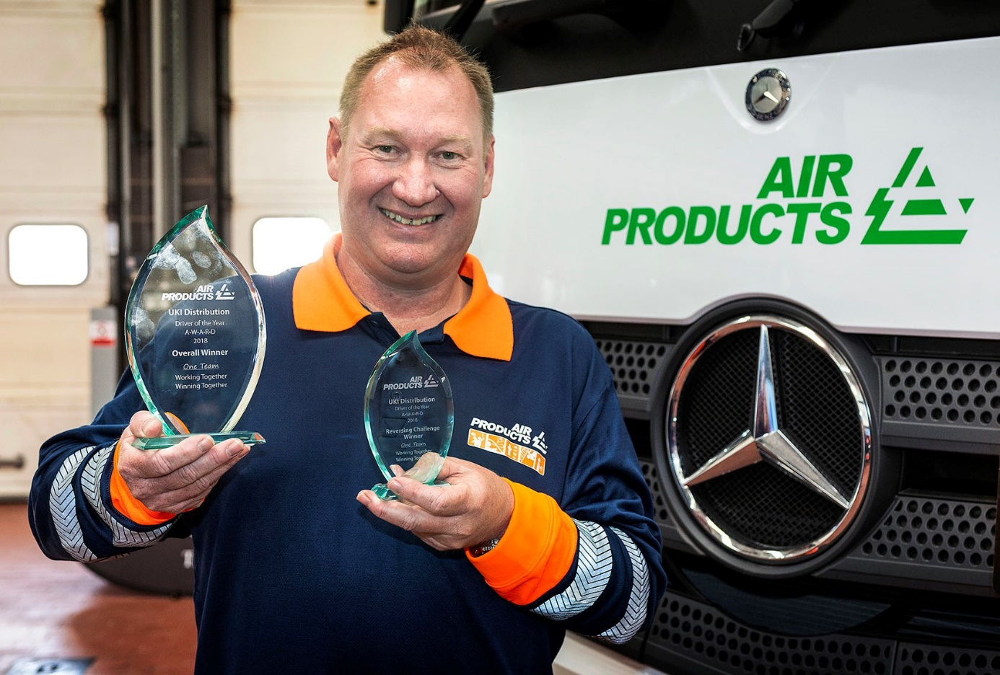 AIR
PRODUCTS
AIR
PRODUCTS
UKI Distribution
Driver of the Year
A•W•A•R•D
2018
Overall Winner
One Team
Working Together
Winning Together
AIR
PRODUCTS
UKI Distribution
Driver of the Year
A•W•A•R•D
2018
Reversing Challenge
Winner
One Team
Working Together
Winning
AIR
PRODUCTS